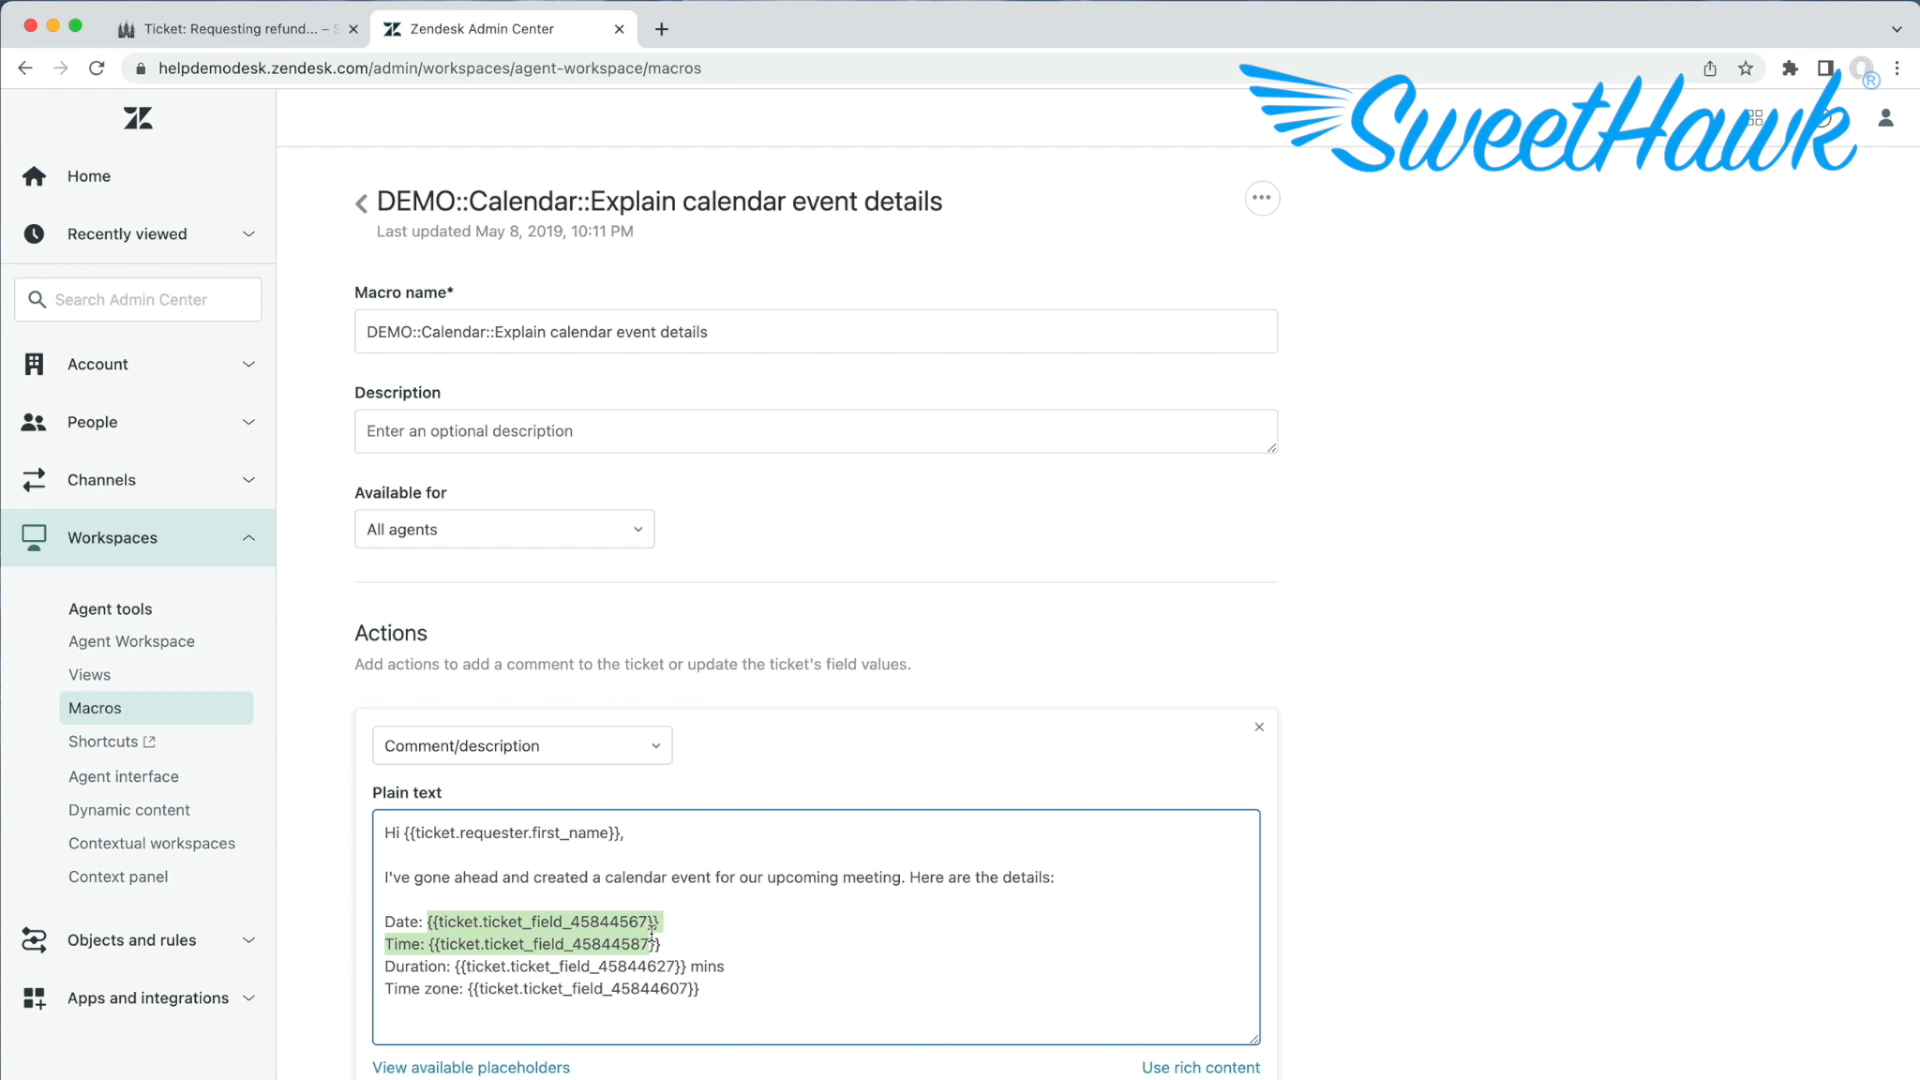 Ticket: Requesting refund... – S
Zendesk Admin Center
helpdemodesk.zendesk.com/admin/workspaces/agent-workspace/macros
SweetHawk®
Home
Recently viewed
Search Admin Center
Account
People
Channels
Workspaces
Agent tools
Agent Workspace
Views
Macros
Shortcuts
Agent interface
Dynamic content
Contextual workspaces
Context panel
Objects and rules
Apps and integrations
DEMO::Calendar::Explain calendar event details
Last updated May 8, 2019, 10:11 PM
Macro name*
DEMO::Calendar::Explain calendar event details
Description
Enter an optional description
Available for
All agents
Actions
Add actions to add a comment to the ticket or update the ticket's field values.
Comment/description
Plain text
Hi {{ticket.requester.first_name}},
I've gone ahead and created a calendar event for our upcoming meeting. Here are the details:
Date: {{ticket.ticket_field_45844567}}
Time: {{ticket.ticket_field_45844587}}
Duration: {{ticket.ticket_field_45844627}} mins
Time zone: {{ticket.ticket_field_45844607}}
View available placeholders
Use rich content